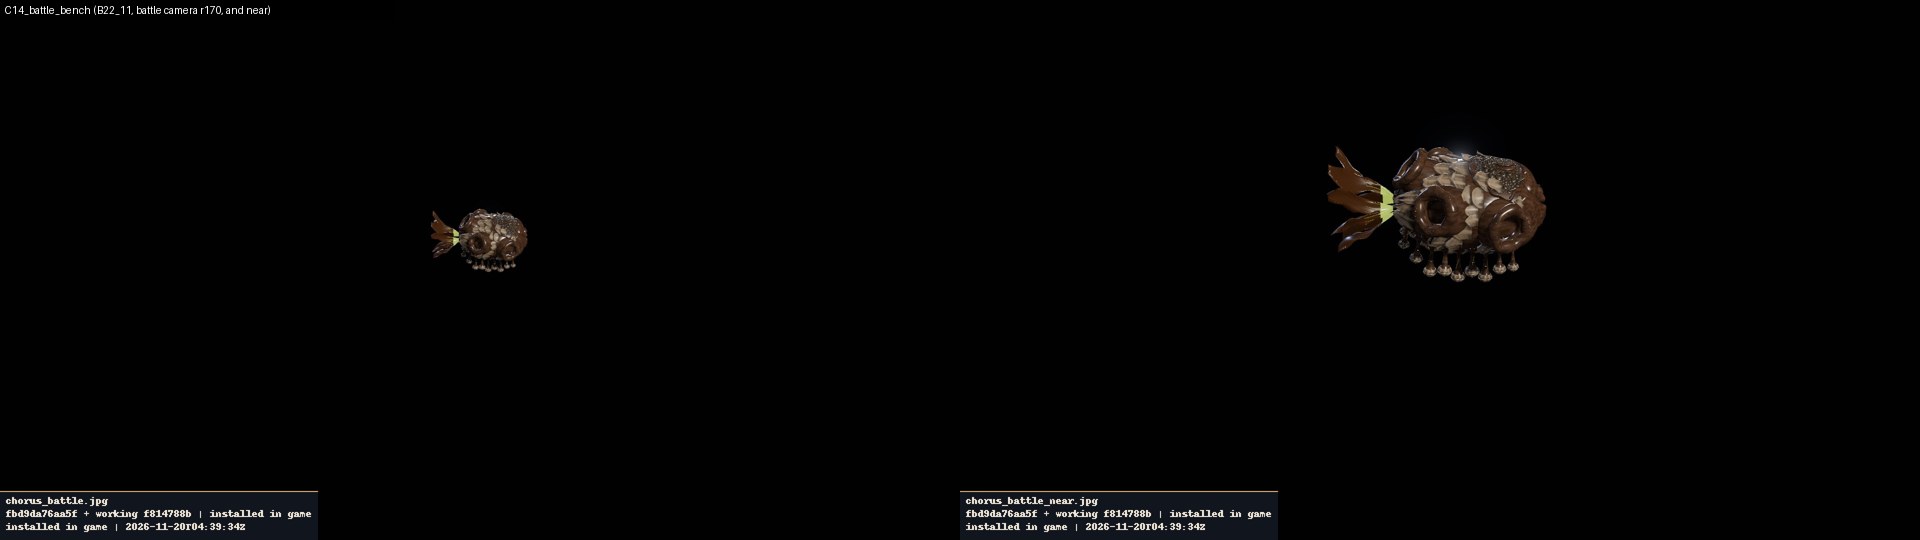 C14_battle_bench (B22_11, battle camera r170, and near)
chorus_battle.jpg
fbd9da76aa5f + working f814788b | installed in game
installed in game | 2026-11-20T04:39:34Z
chorus_battle_near.jpg
fbd9da76aa5f + working f814788b | installed in game
installed in game | 2026-11-20T04:39:34Z